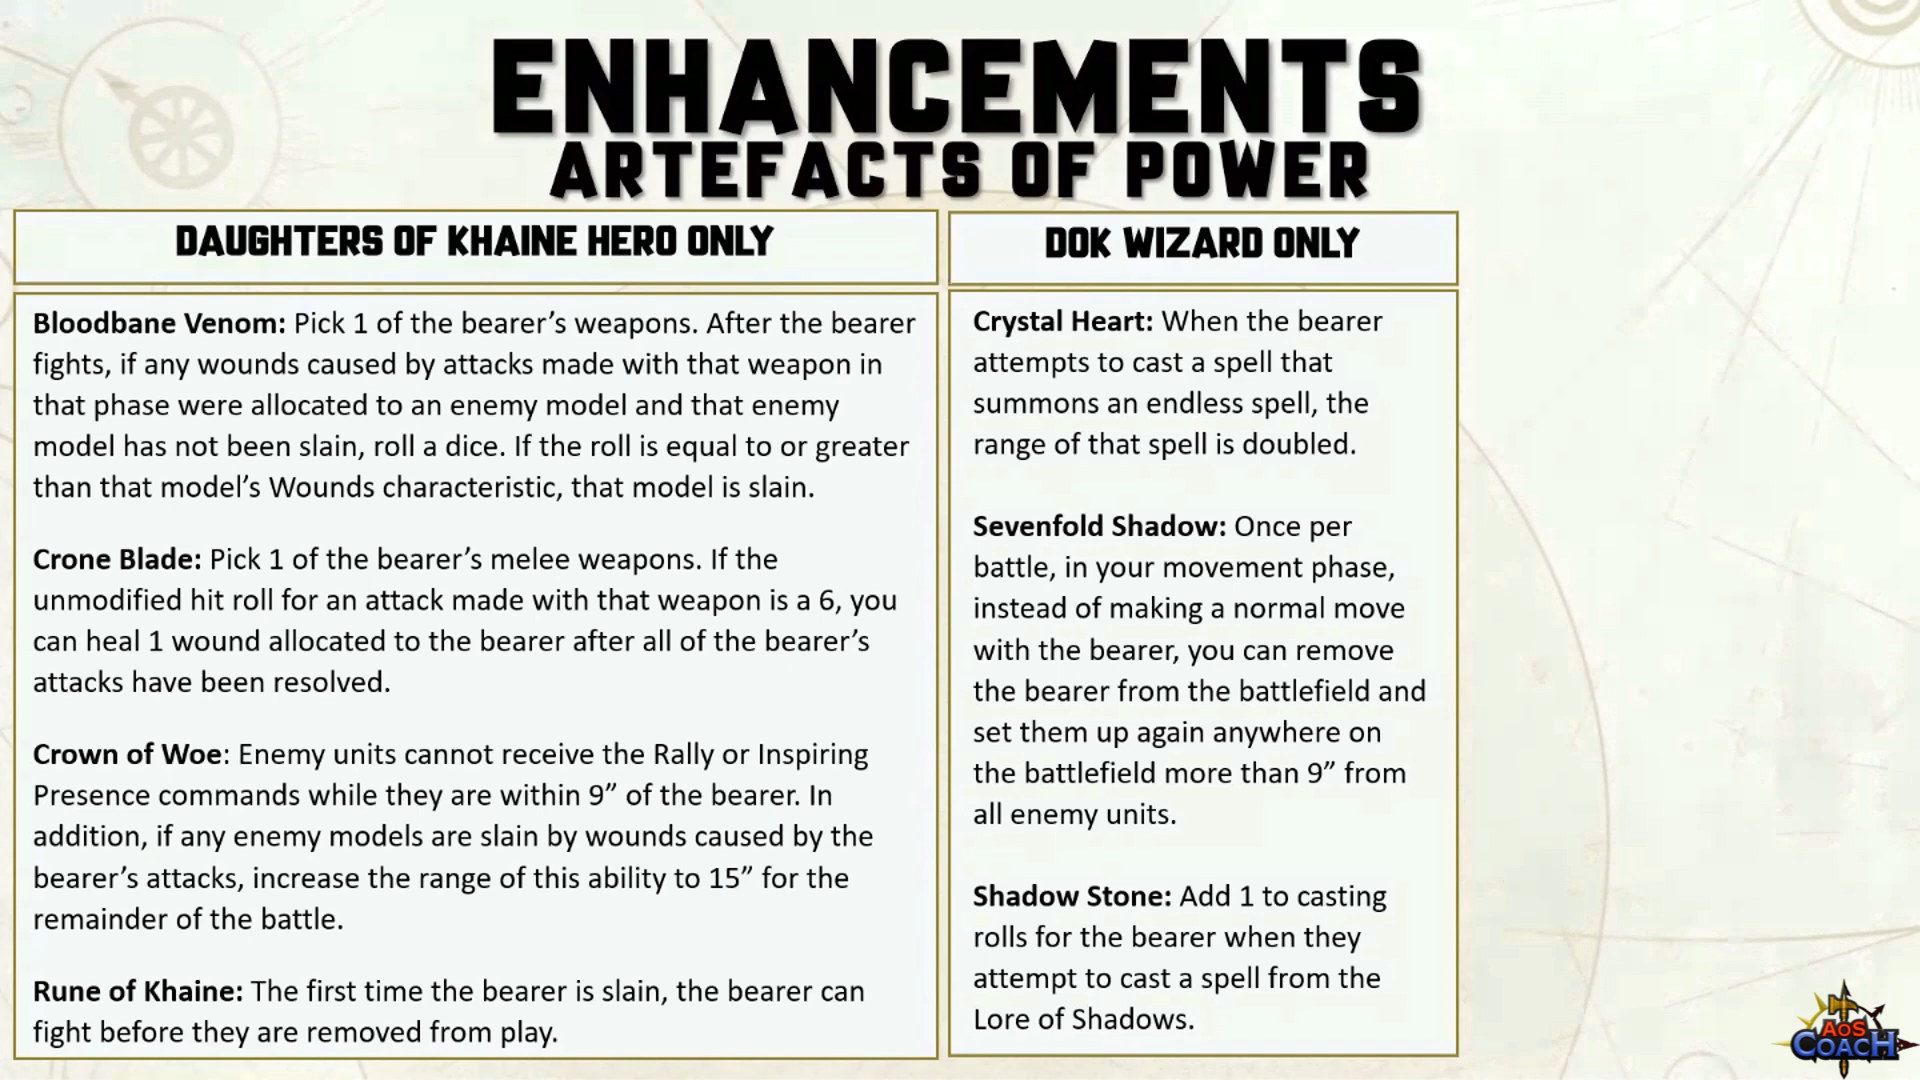 ENHANCEMENTS
ARTEFACTS OF POWER
DAUGHTERS OF KHAINE HERO ONLY
Bloodbane Venom: Pick 1 of the bearer’s weapons. After the bearer
fights, if any wounds caused by attacks made with that weapon in
that phase were allocated to an enemy model and that enemy
model has not been slain, roll a dice. If the roll is equal to or greater
than that model’s Wounds characteristic, that model is slain.
Crone Blade: Pick 1 of the bearer’s melee weapons. If the
unmodified hit roll for an attack made with that weapon is a 6, you
can heal 1 wound allocated to the bearer after all of the bearer’s
attacks have been resolved.
Crown of Woe: Enemy units cannot receive the Rally or Inspiring
Presence commands while they are within 9” of the bearer. In
addition, if any enemy models are slain by wounds caused by the
bearer’s attacks, increase the range of this ability to 15” for the
remainder of the battle.
Rune of Khaine: The first time the bearer is slain, the bearer can
fight before they are removed from play.
DOK WIZARD ONLY
Crystal Heart: When the bearer
attempts to cast a spell that
summons an endless spell, the
range of that spell is doubled.
Sevenfold Shadow: Once per
battle, in your movement phase,
instead of making a normal move
with the bearer, you can remove
the bearer from the battlefield and
set them up again anywhere on
the battlefield more than 9” from
all enemy units.
Shadow Stone: Add 1 to casting
rolls for the bearer when they
attempt to cast a spell from the
Lore of Shadows.
AoS
COACH